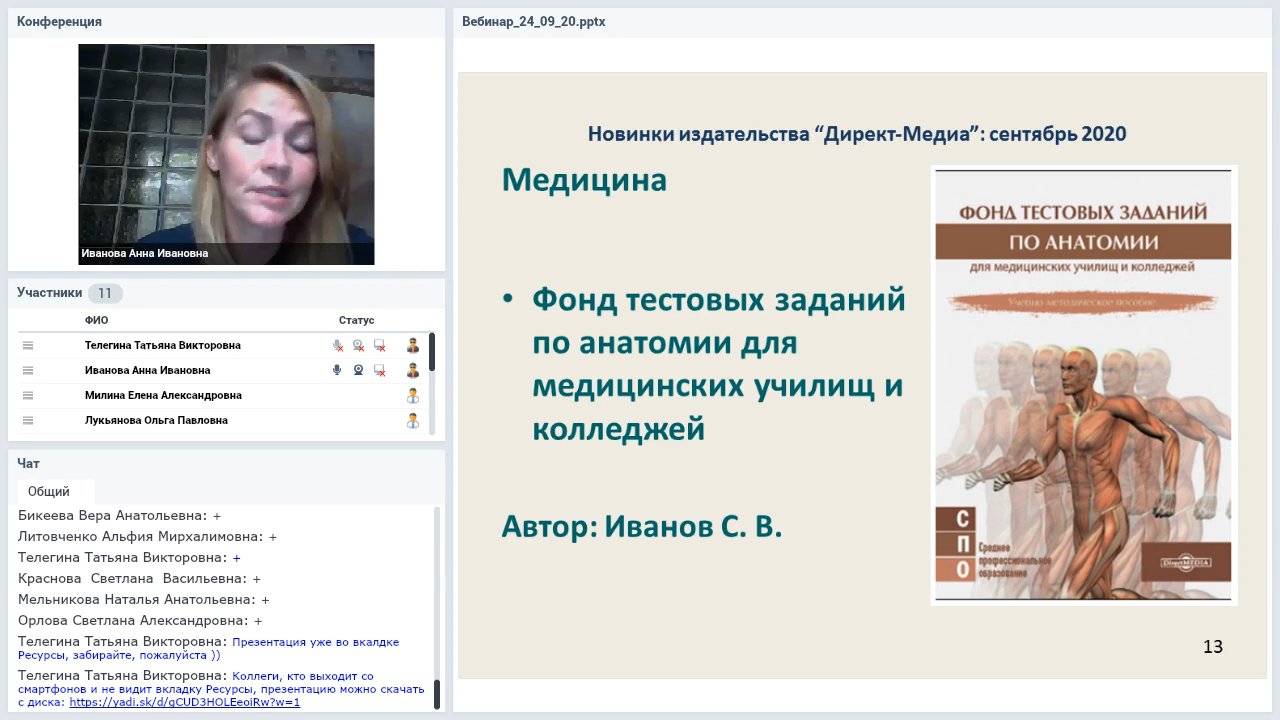 Конференция
Иванова Анна Ивановна
Участники 11
ФИО Статус
Телегина Татьяна Викторовна
Иванова Анна Ивановна
Милина Елена Александровна
Лукьянова Ольга Павловна
Чат
Общий
Бикеева Вера Анатольевна: +
Литовченко Альфия Мирхалимовна: +
Телегина Татьяна Викторовна: +
Краснова Светлана Васильевна: +
Мельникова Наталья Анатольевна: +
Орлова Светлана Александровна: +
Телегина Татьяна Викторовна: Презентация уже во вкалдке
Ресурсы, забирайте, пожалуйста ))
Телегина Татьяна Викторовна: Коллеги, кто выходит со
смартфонов и не видит вкладку Ресурсы, презентацию можно скачать
с диска: https://yadi.sk/d/gCUD3HOLEeoiRw?w=1
Вебинар_24_09_20.pptx
Новинки издательства “Директ-Медиа”: сентябрь 2020
Медицина
• Фонд тестовых заданий
по анатомии для
медицинских училищ и
колледжей
Автор: Иванов С. В.
ФОНД ТЕСТОВЫХ ЗАДАНИЙ
ПО АНАТОМИИ
для медицинских училищ и колледжей
Учебно-методическое пособие
С
П
О
Среднее
профессиональное
образование
DirectMEDIA
13